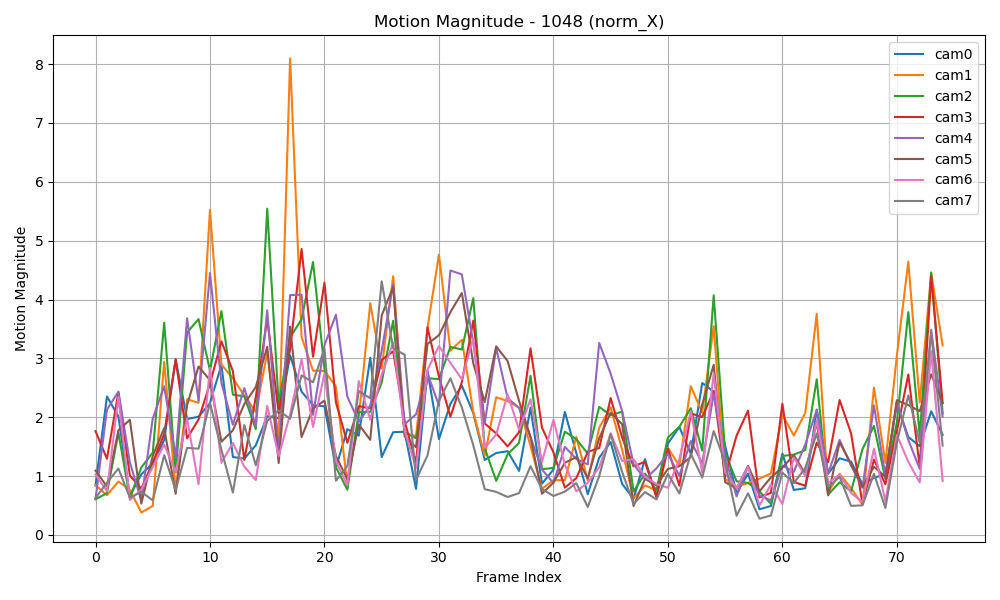 Motion Magnitude - 1048 (norm_X)
Motion Magnitude
8
7
6
5
4
3
2
1
0
cam0
cam1
cam2
cam3
cam4
cam5
cam6
cam7
0 10 20 30 40 50 60 70
Frame Index